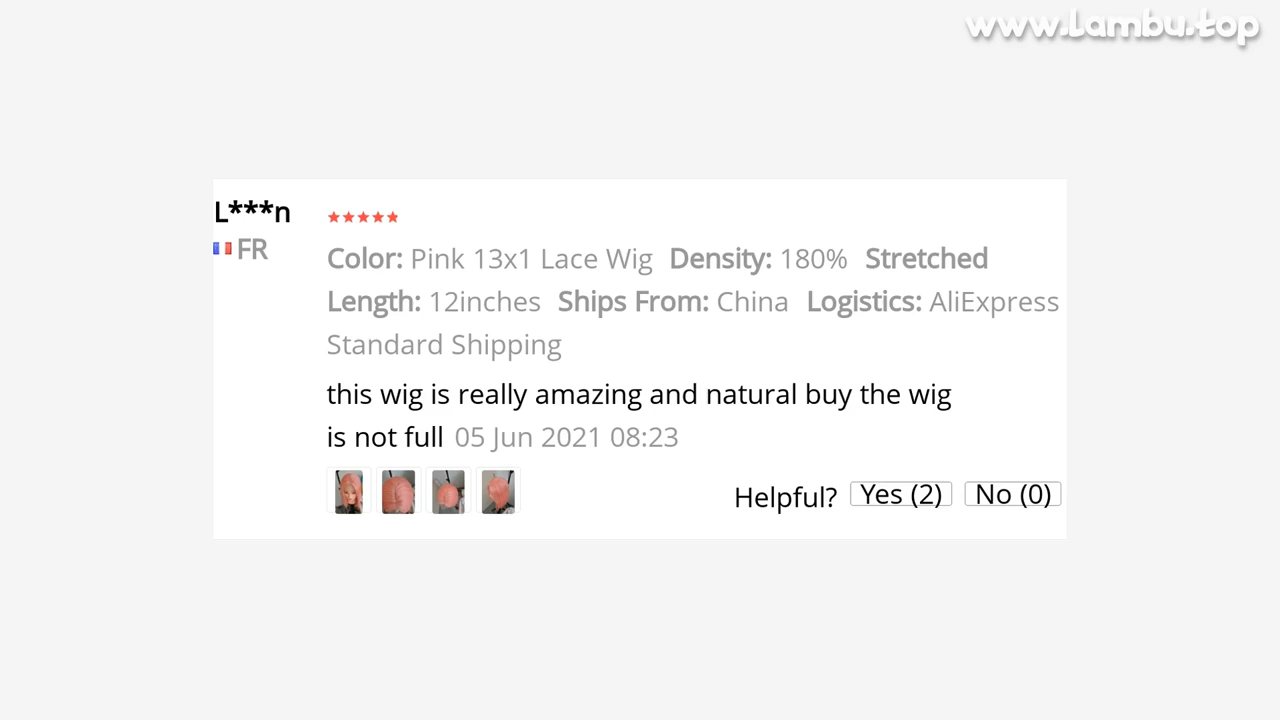 www.Lambu.top
L***n
FR
Color: Pink 13x1 Lace Wig Density: 180% Stretched
Length: 12inches Ships From: China Logistics: AliExpress
Standard Shipping
this wig is really amazing and natural buy the wig
is not full 05 Jun 2021 08:23
Helpful? Yes (2) No (0)